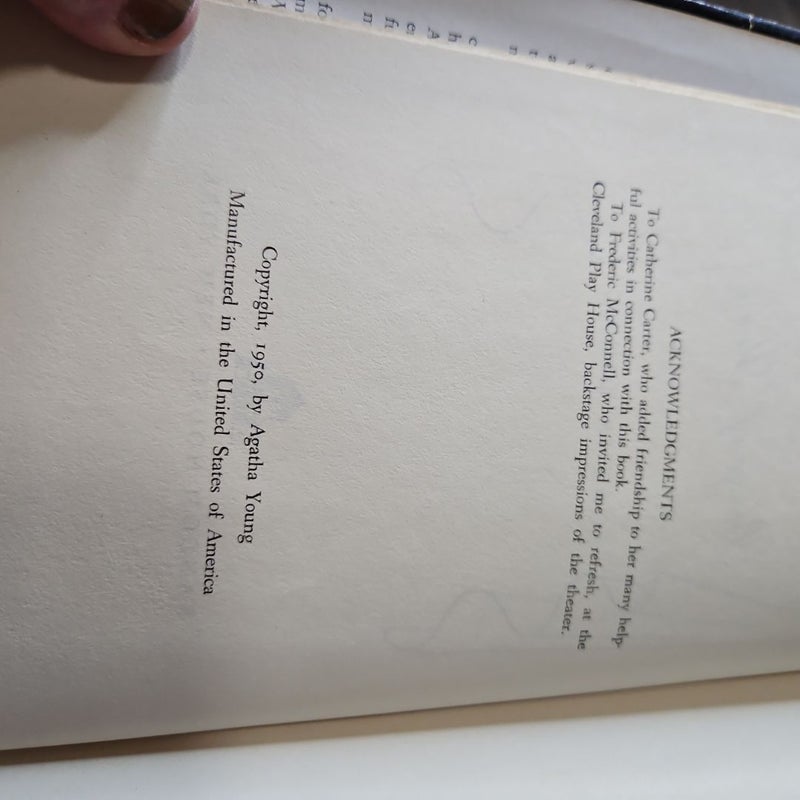 ACKNOWLEDGMENTS
To Catherine Carter, who added friendship to her many help-
ful activities in connection with this book.
To Frederic McConnell, who invited me to refresh, at the
Cleveland Play House, backstage impressions of the theater.
Copyright, 1950, by Agatha Young
Manufactured in the United States of America